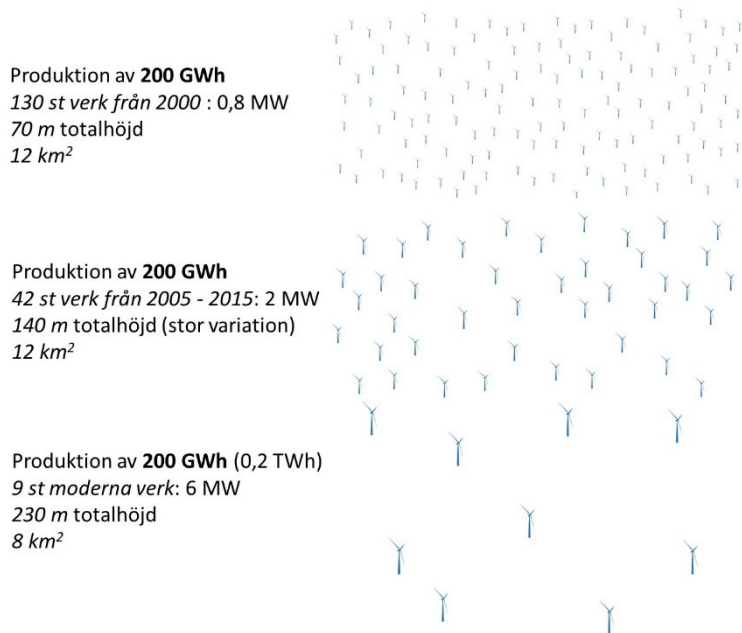 Produktion av 200 GWh
130 st verk från 2000 : 0,8 MW
70 m totalhöjd
12 km²
Produktion av 200 GWh
42 st verk från 2005 - 2015: 2 MW
140 m totalhöjd (stor variation)
12 km²
Produktion av 200 GWh (0,2 TWh)
9 st moderna verk: 6 MW
230 m totalhöjd
8 km²